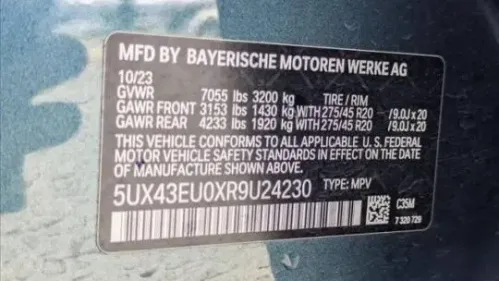 MFD BY BAYERISCHE MOTOREN WERKE AG
10/23
GVWR 7055 lbs 3200 kg TIRE / RIM
GAWR FRONT 3153 lbs 1430 kg WITH 275/45 R20 /9.0J x 20
GAWR REAR 4233 lbs 1920 kg WITH 275/45 R20 /9.0J x 20
THIS VEHICLE CONFORMS TO ALL APPLICABLE U. S. FEDERAL
MOTOR VEHICLE SAFETY STANDARDS IN EFFECT ON THE
DATE OF MANUFACTURE SHOWN ABOVE.
5UX43EU0XR9U24230 TYPE: MPV
C35M
7 320 729